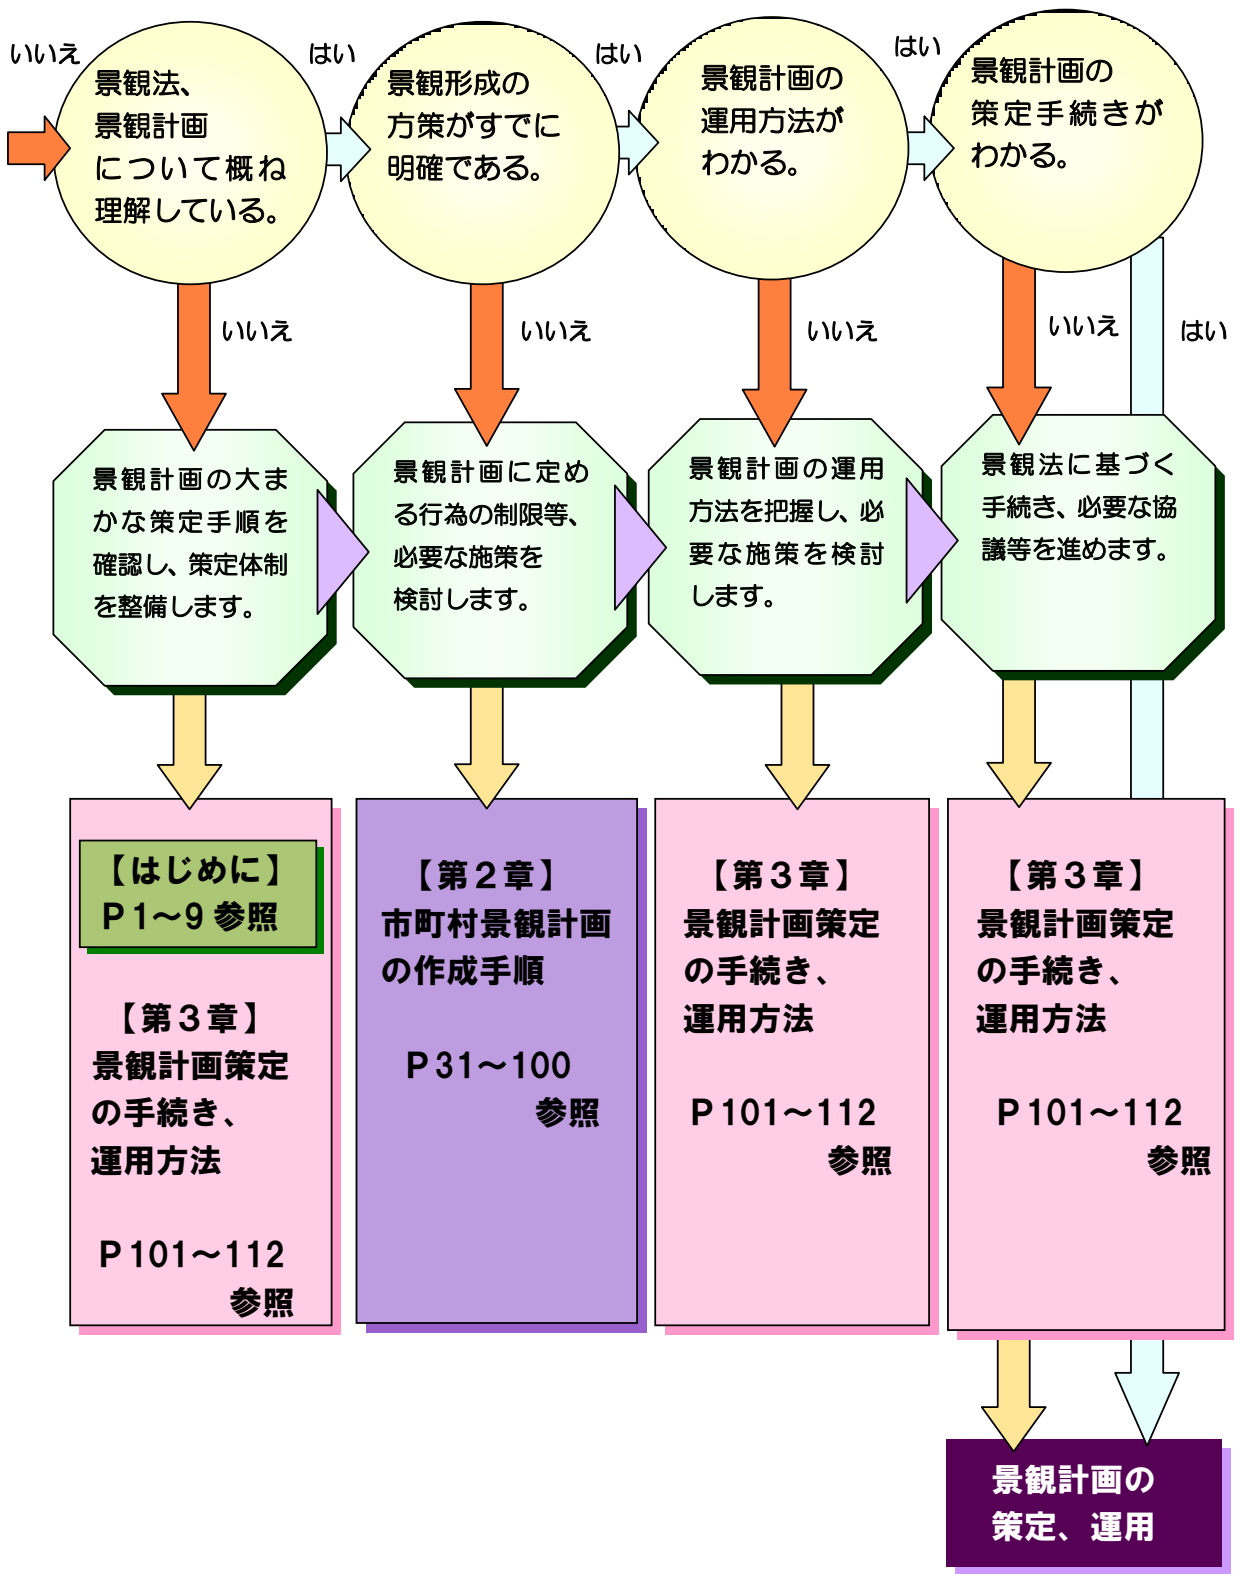 いいえ
景観法、
景観計画
について概ね
理解している。
はい
景観形成の
方策がすでに
明確である。
はい
景観計画の
運用方法が
わかる。
はい
景観計画の
策定手続きが
わかる。
いいえ
いいえ
いいえ
いいえ
はい
景観計画の大ま
かな策定手順を
確認し、策定体制
を整備します。
景観計画に定め
る行為の制限等、
必要な施策を
検討します。
景観計画の運用
方法を把握し、必
要な施策を検討
します。
景観法に基づく
手続き、必要な協
議等を進めます。
【はじめに】
P1～9参照
【第３章】
景観計画策定
の手続き、
運用方法
P101～112
参照
【第２章】
市町村景観計画
の作成手順
P31～100
参照
【第３章】
景観計画策定
の手続き、
運用方法
P101～112
参照
【第３章】
景観計画策定
の手続き、
運用方法
P101～112
参照
景観計画の
策定、運用